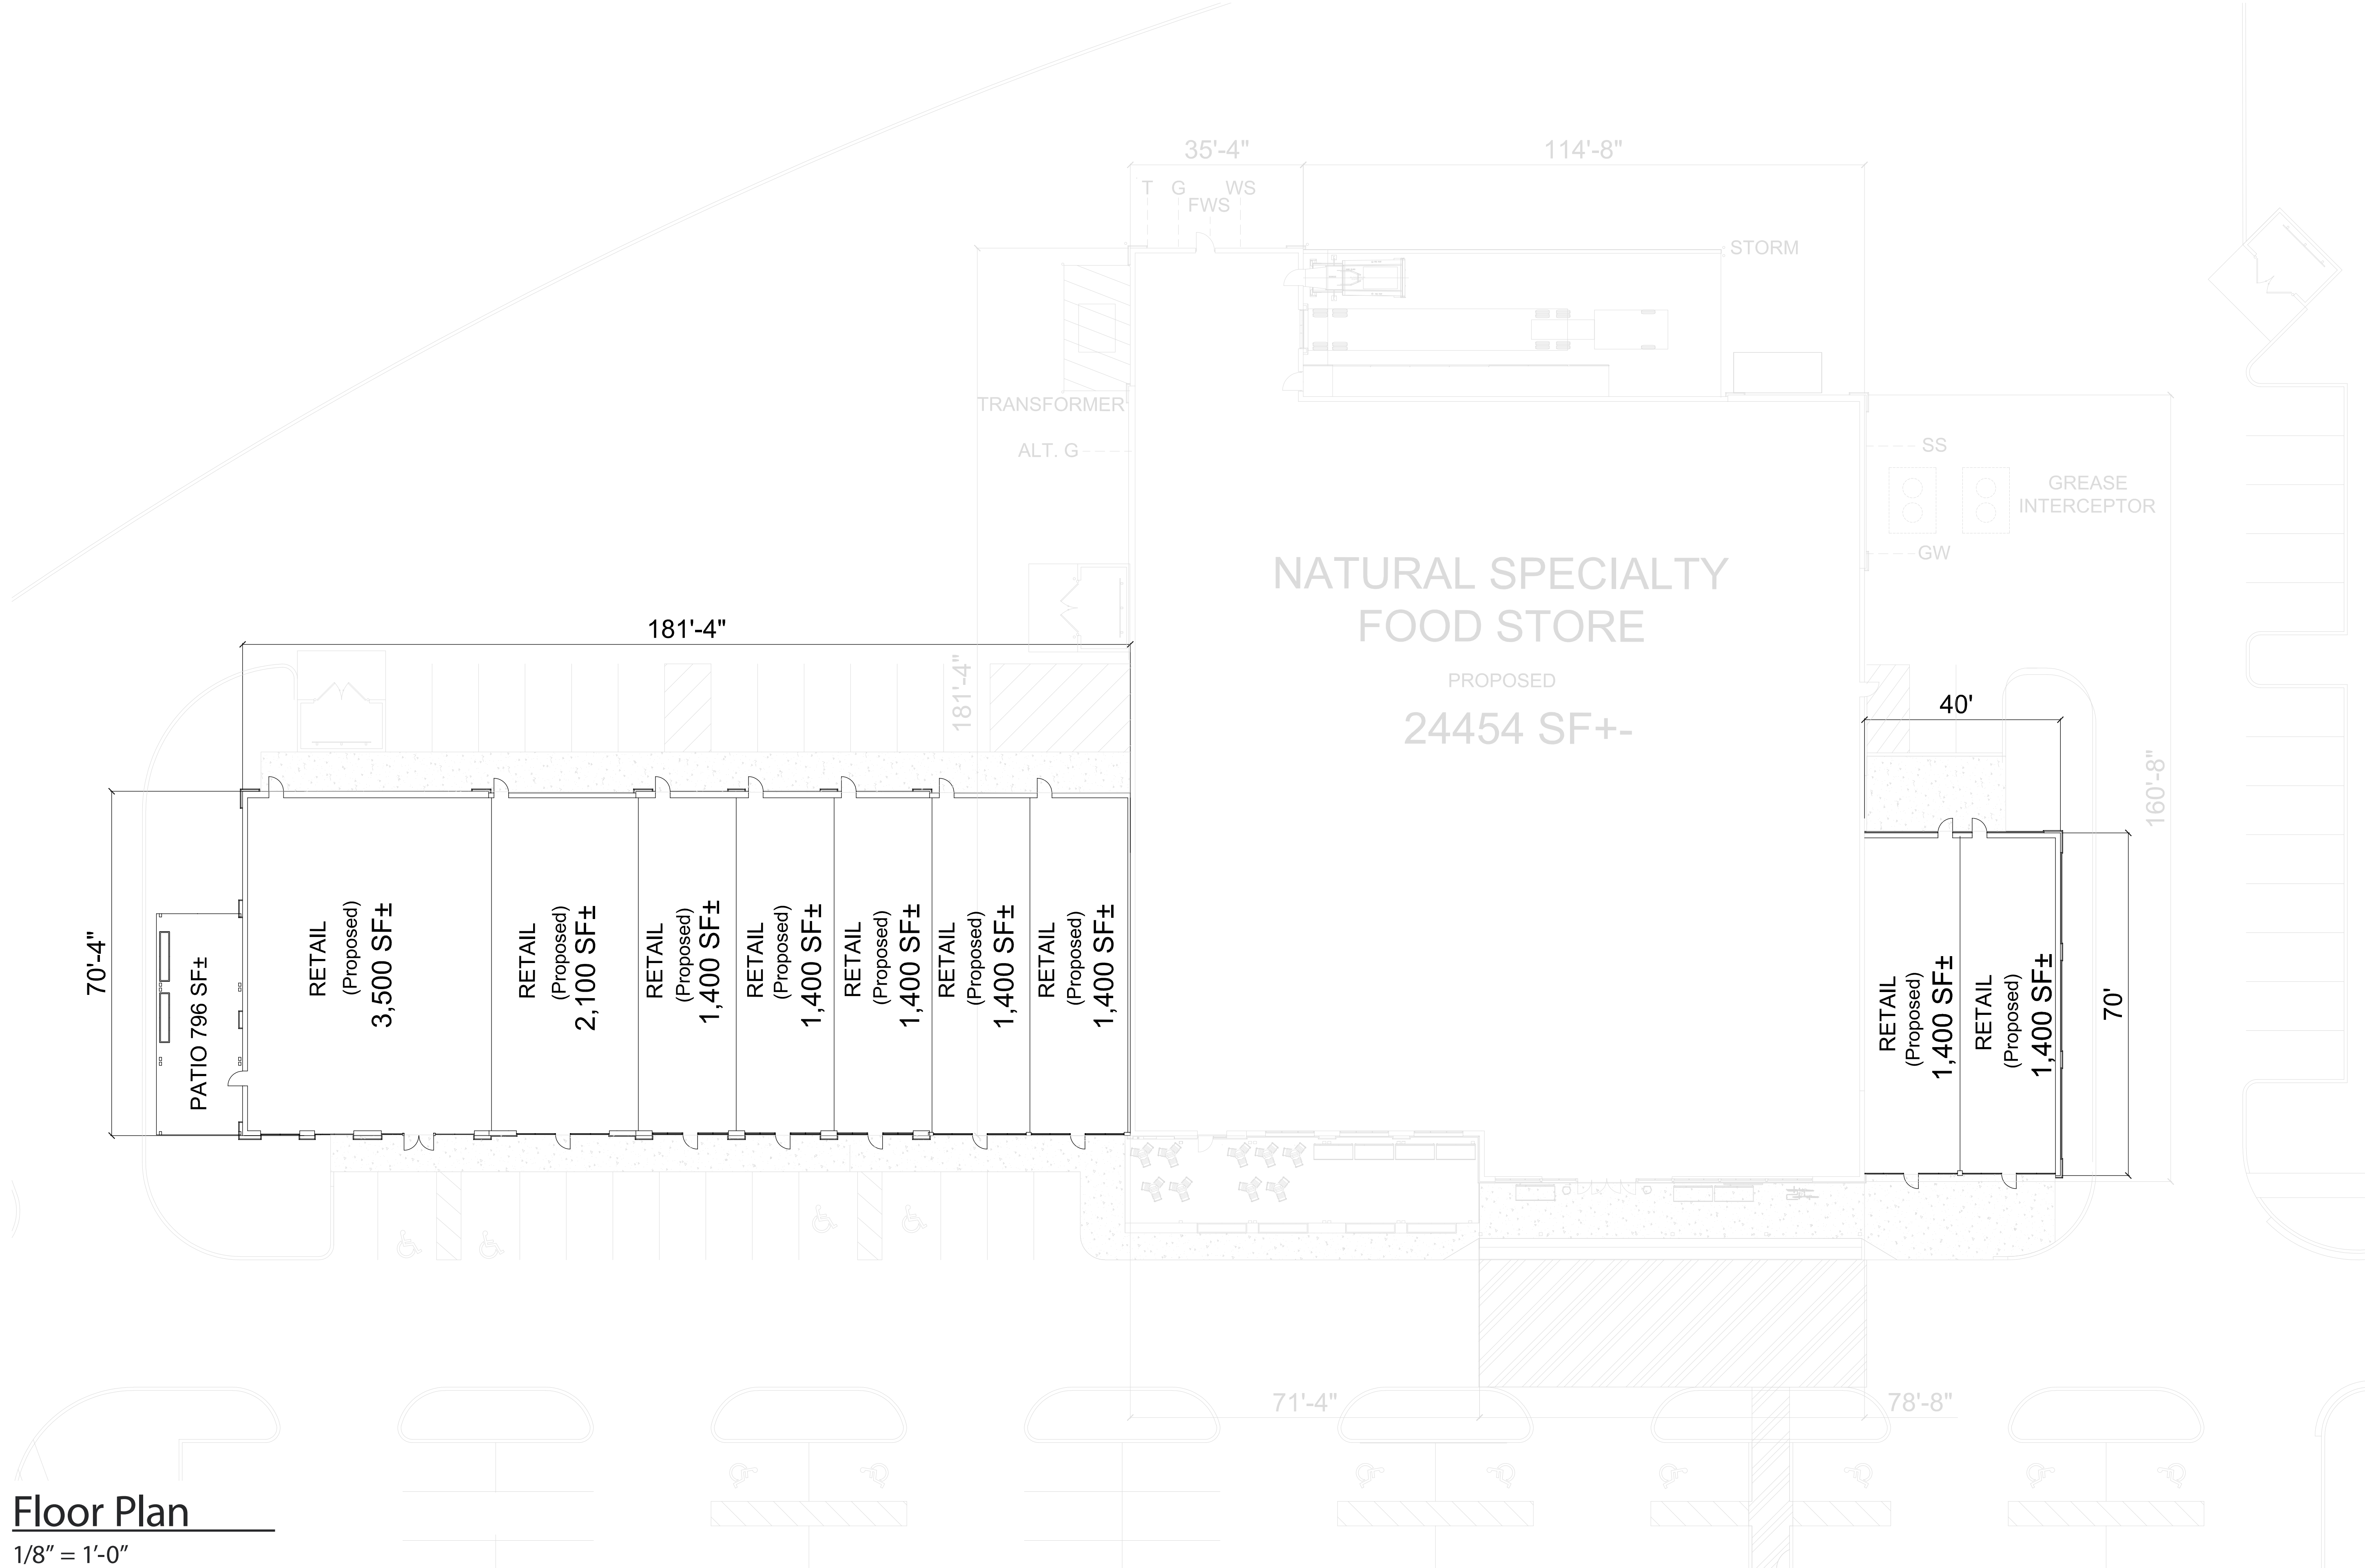 35'-4"
114'-8"
T G WS
FWS
STORM
TRANSFORMER
ALT. G
SS
GREASE
INTERCEPTOR
GW
NATURAL SPECIALTY
FOOD STORE
PROPOSED
24454 SF+-
181'-4"
181'-4"
40'
160'-8"
70'-4"
PATIO 796 SF±
RETAIL
(Proposed)
3,500 SF±
RETAIL
(Proposed)
2,100 SF±
RETAIL
(Proposed)
1,400 SF±
RETAIL
(Proposed)
1,400 SF±
RETAIL
(Proposed)
1,400 SF±
RETAIL
(Proposed)
1,400 SF±
RETAIL
(Proposed)
1,400 SF±
RETAIL
(Proposed)
1,400 SF±
RETAIL
(Proposed)
1,400 SF±
70'
71'-4"
78'-8"
Floor Plan
1/8” = 1’-0”